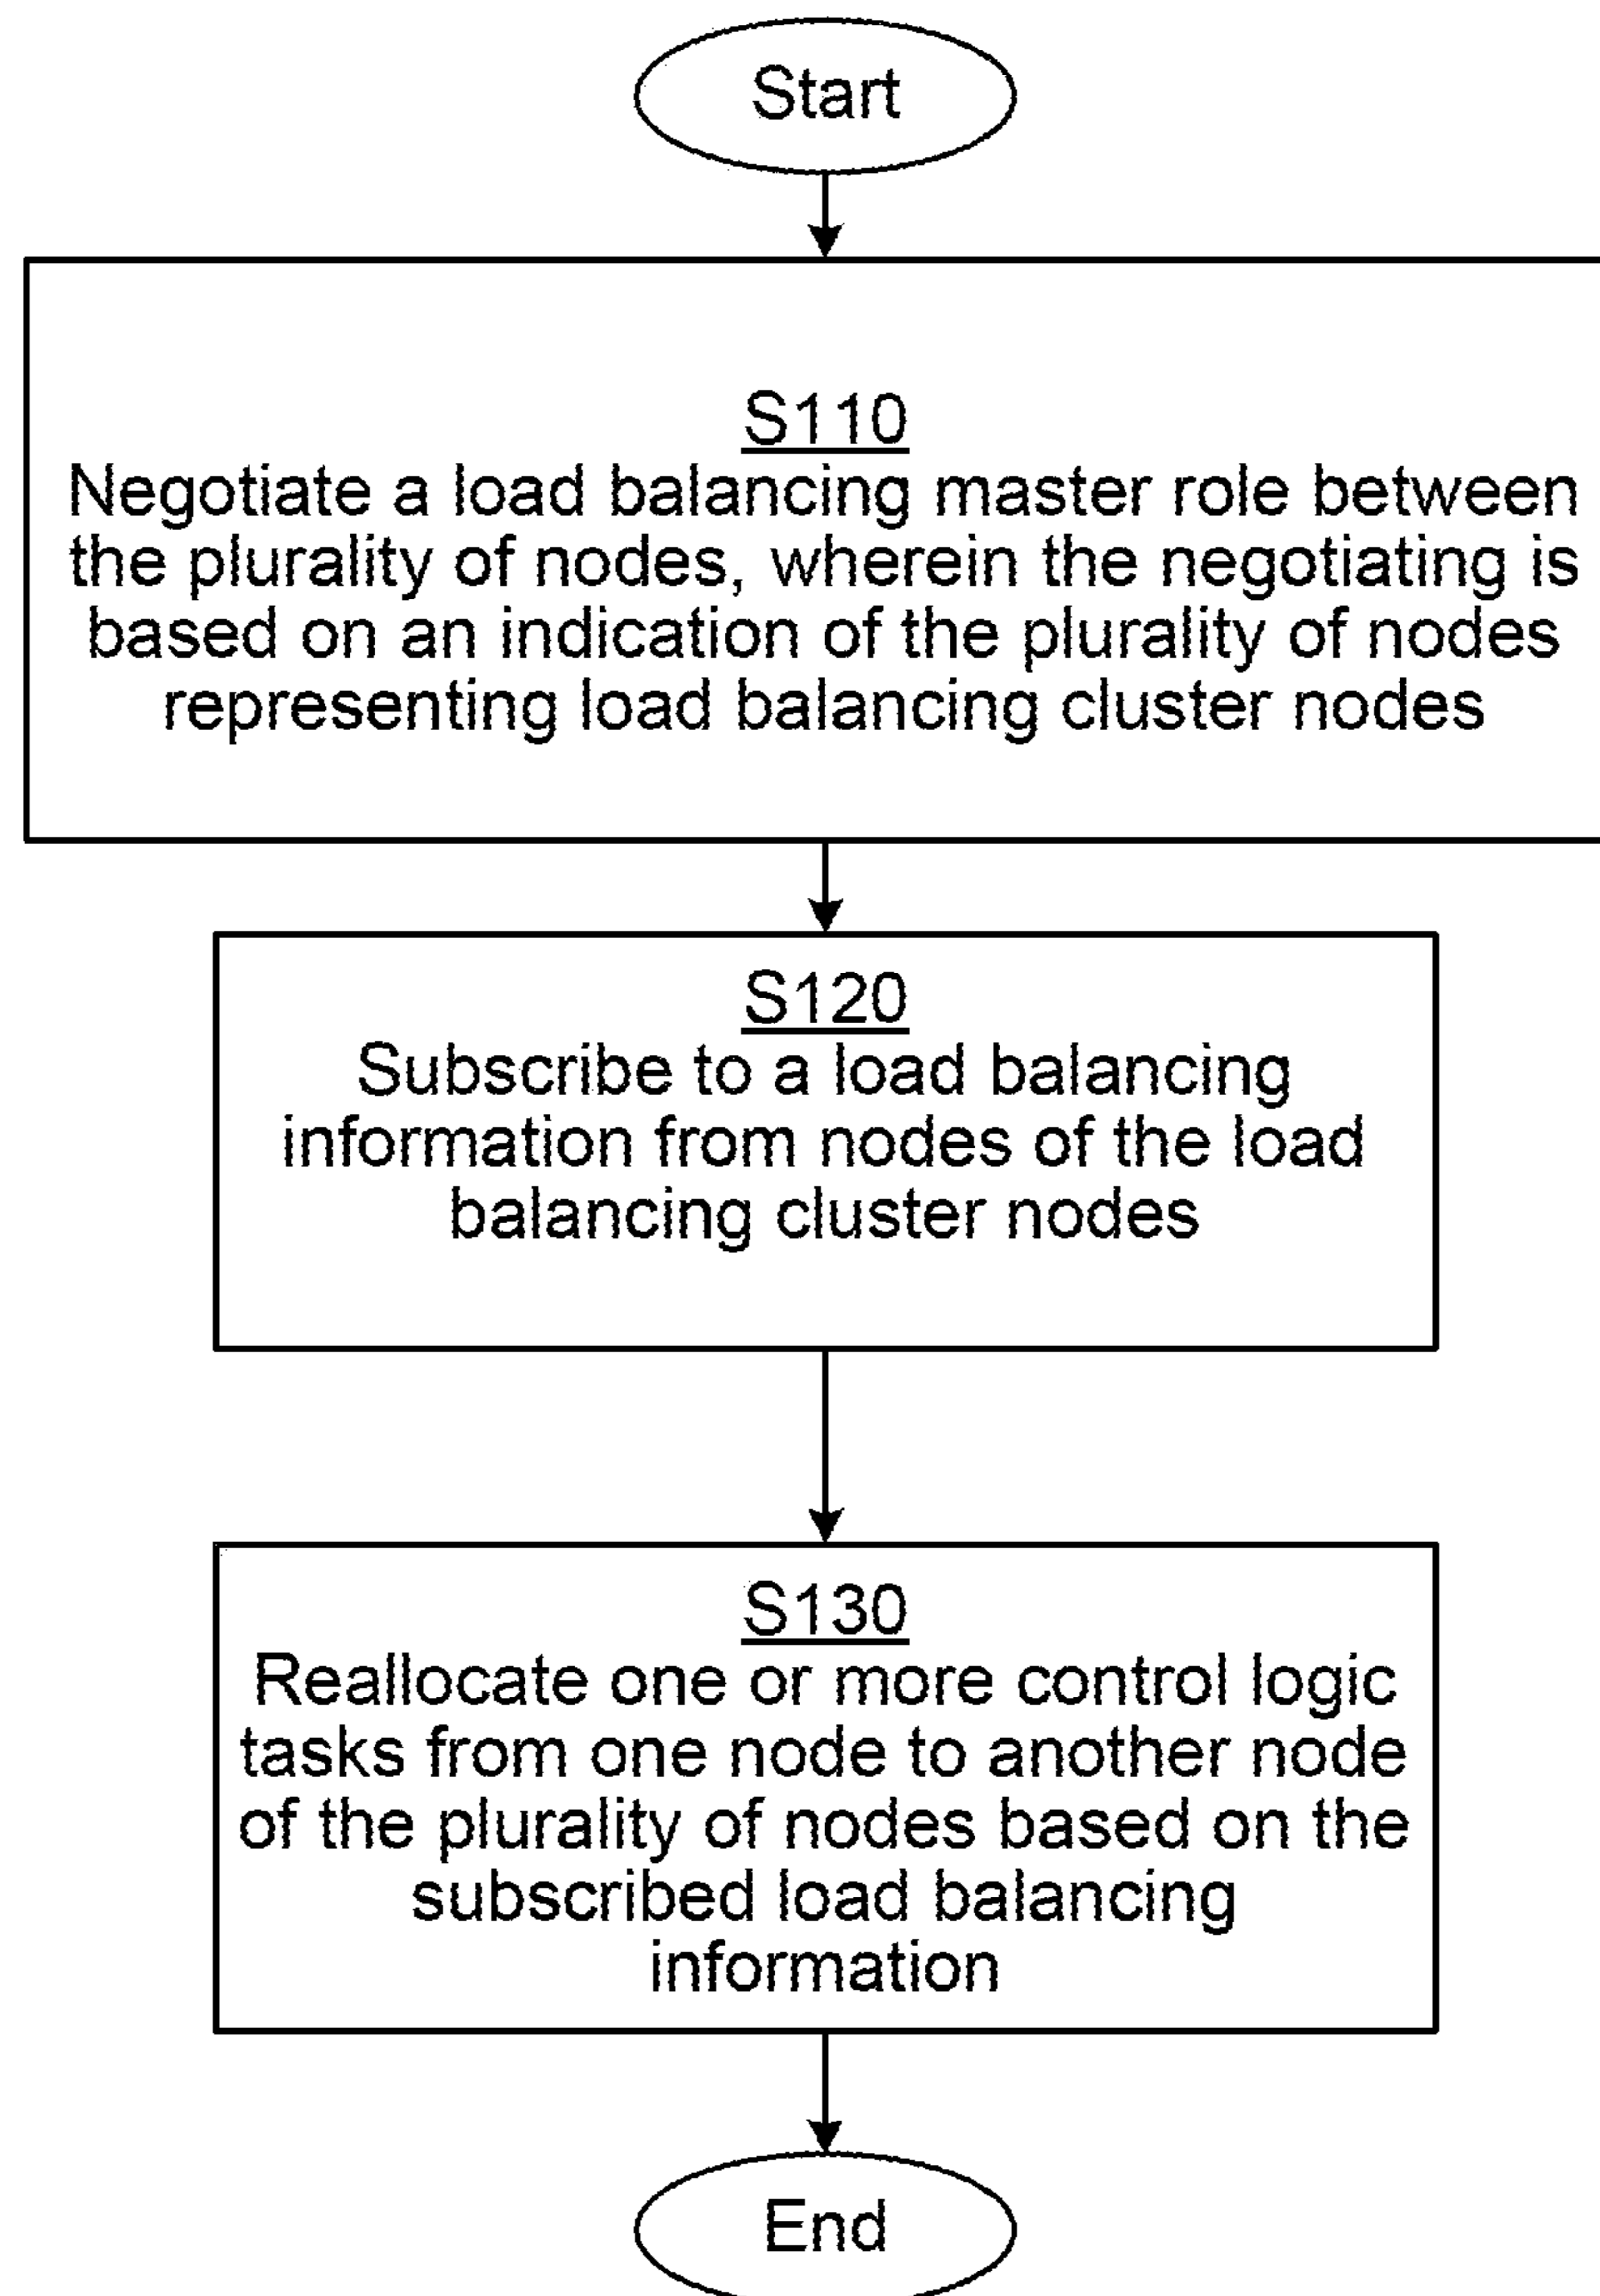 Start
S110
Negotiate a load balancing master role between
the plurality of nodes, wherein the negotiating is
based on an indication of the plurality of nodes
representing load balancing cluster nodes
S120
Subscribe to a load balancing
information from nodes of the load
balancing cluster nodes
S130
Reallocate one or more control logic
tasks from one node to another node
of the plurality of nodes based on the
subscribed load balancing
information
End